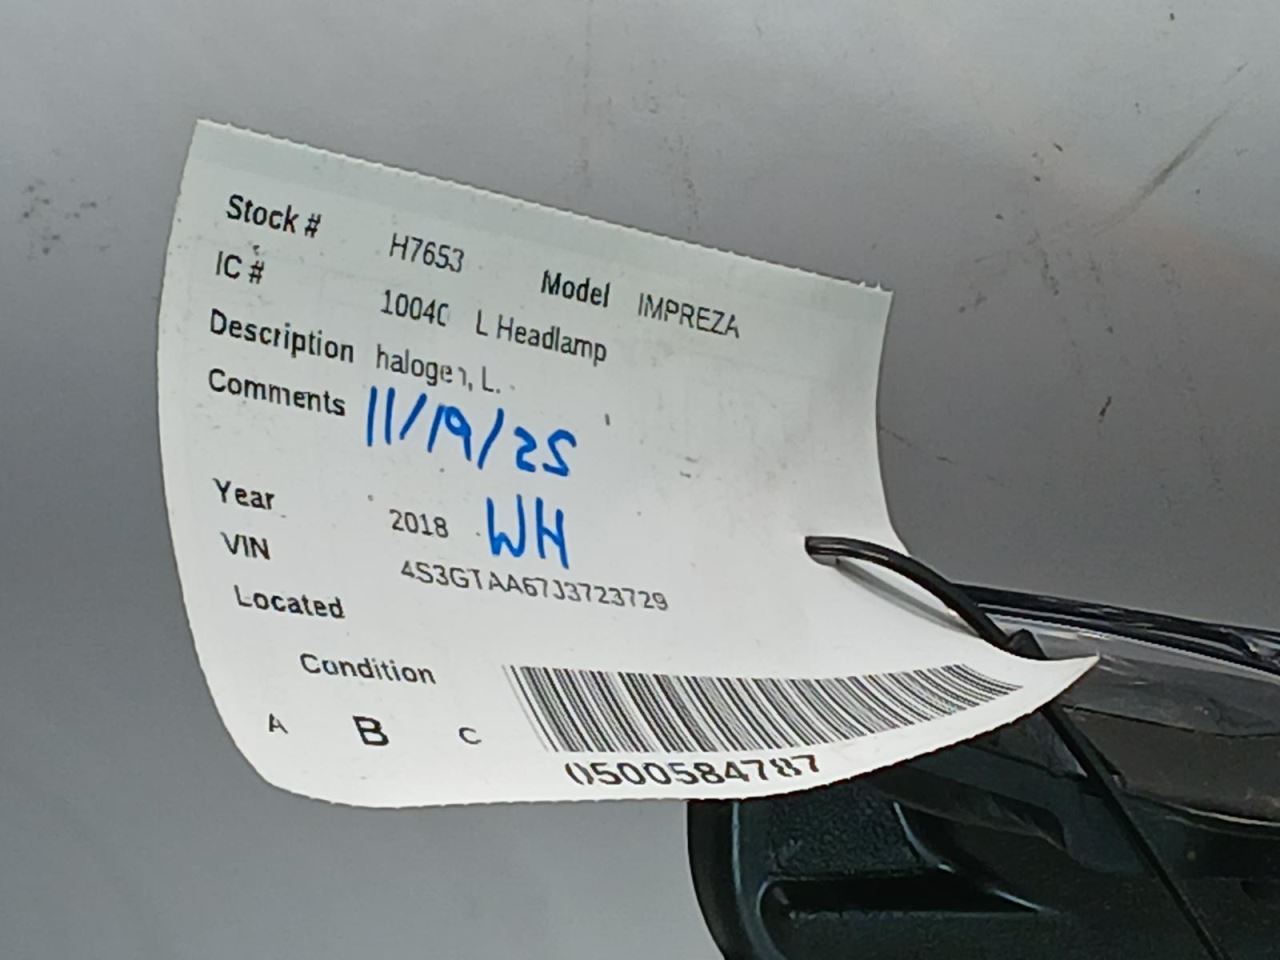 Stock # H7653 Model IMPREZA
IC # 10040 L Headlamp
Description halogen, L.
Comments 11/19/25
Year 2018 WH
VIN 4S3GTAA67J3723729
Located
Condition
A B C
0500584787